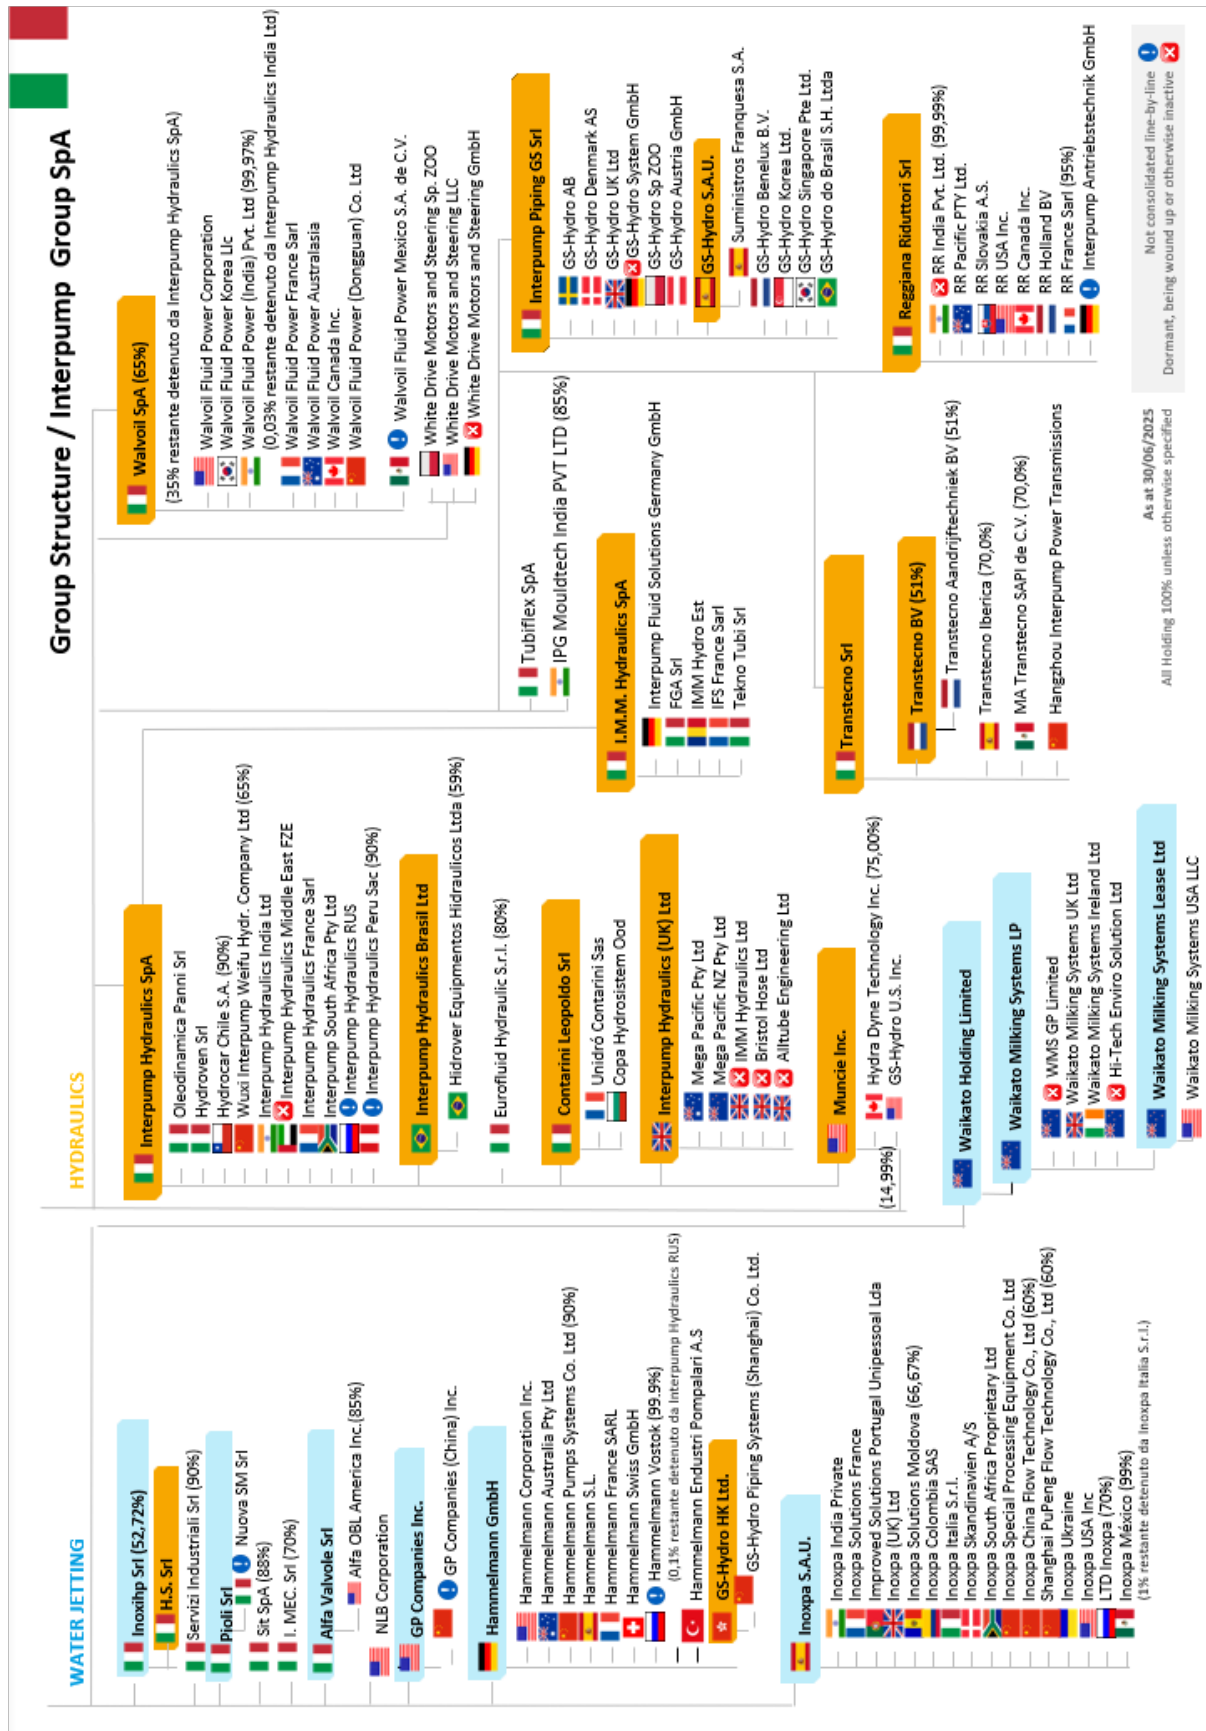 Group Structure / Interpump Group SpA
WATER JETTING
Inoxihp Srl (52,72%)
H.S. Srl
Servizi Industriali Srl (90%)
Pioli Srl
Nuova SM Srl
Sit SpA (88%)
I. MEC. Srl (70%)
Alfa Valvole Srl
Alfa OBL America Inc.(85%)
NLB Corporation
GP Companies Inc.
GP Companies (China) Inc.
Hammelmann GmbH
Hammelmann Corporation Inc.
Hammelmann Australia Pty Ltd
Hammelmann Pumps Systems Co. Ltd (90%)
Hammelmann S.L.
Hammelmann France SARL
Hammelmann Swiss GmbH
Hammelmann Vostok (99.9%)
(0,1% restante detenuto da Interpump Hydraulics RUS)
Hammelmann Endustri Pompalari A.S
GS-Hydro HK Ltd.
GS-Hydro Piping Systems (Shanghai) Co. Ltd.
Inoxpa S.A.U.
Inoxpa India Private
Inoxpa Solutions France
Improved Solutions Portugal Unipessoal Lda
Inoxpa (UK) Ltd
Inoxpa Solutions Moldova (66,67%)
Inoxpa Colombia SAS
Inoxpa Italia S.r.l.
Inoxpa Skandinavien A/S
Inoxpa South Africa Proprietary Ltd
Inoxpa Special Processing Equipment Co. Ltd
Inoxpa China Flow Technology Co., Ltd (60%)
Shanghai PuPeng Flow Technology Co., Ltd (60%)
Inoxpa Ukraine
Inoxpa USA Inc
LTD Inoxpa (70%)
Inoxpa México (99%)
(1% restante detenuto da Inoxpa Italia S.r.l.)
Waikato Holding Limited
Waikato Milking Systems LP
WMS GP Limited
Waikato Milking Systems UK Ltd
Waikato Milking Systems Ireland Ltd
Hi-Tech Enviro Solution Ltd
Waikato Milking Systems Lease Ltd
Waikato Milking Systems USA LLC
HYDRAULICS
Interpump Hydraulics SpA
Oleodinamica Panni Srl
Hydroven Srl
Hydrocar Chile S.A. (90%)
Wuxi Interpump Weifu Hydr. Company Ltd (65%)
Interpump Hydraulics India Ltd
Interpump Hydraulics Middle East FZE
Interpump Hydraulics France Sarl
Interpump South Africa Pty Ltd
Interpump Hydraulics RUS
Interpump Hydraulics Peru Sac (90%)
Interpump Hydraulics Brasil Ltd
Hidrover Equipmentos Hidraulicos Ltda (59%)
Eurofluid Hydraulic S.r.l. (80%)
Contarini Leopoldo Srl
Unidró Contarini Sas
Copa Hydrosistem Ood
Interpump Hydraulics (UK) Ltd
Mega Pacific Pty Ltd
Mega Pacific NZ Pty Ltd
IMM Hydraulics Ltd
Bristol Hose Ltd
Alltube Engineering Ltd
Muncie Inc.
Hydra Dyne Technology Inc. (75,00%)
(14,99%)
GS-Hydro U.S. Inc.
Tubiflex SpA
IPG Mouldtech India PVT LTD (85%)
I.M.M. Hydraulics SpA
Interpump Fluid Solutions Germany GmbH
FGA Srl
IMM Hydro Est
IFS France Sarl
Tekno Tubi Srl
Transtecno Srl
Transtecno BV (51%)
Transtecno Aandrijftechniek BV (51%)
Transtecno Iberica (70,0%)
MA Transtecno SAPI de C.V. (70,0%)
Hangzhou Interpump Power Transmissions
Walvoil SpA (65%)
(35% restante detenuto da Interpump Hydraulics SpA)
Walvoil Fluid Power Corporation
Walvoil Fluid Power Korea Llc
Walvoil Fluid Power (India) Pvt. Ltd (99,97%)
(0,03% restante detenuto da Interpump Hydraulics India Ltd)
Walvoil Fluid Power France Sarl
Walvoil Fluid Power Australasia
Walvoil Canada Inc.
Walvoil Fluid Power (Dongguan) Co. Ltd
Walvoil Fluid Power Mexico S.A. de C.V.
White Drive Motors and Steering Sp. ZOO
White Drive Motors and Steering LLC
White Drive Motors and Steering GmbH
Interpump Piping GS Srl
GS-Hydro AB
GS-Hydro Denmark AS
GS-Hydro UK Ltd
GS-Hydro System GmbH
GS-Hydro Sp ZOO
GS-Hydro Austria GmbH
GS-Hydro S.A.U.
Suministros Franquesa S.A.
GS-Hydro Benelux B.V.
GS-Hydro Korea Ltd.
GS-Hydro Singapore Pte Ltd.
GS-Hydro do Brasil S.H. Ltda
Reggiana Riduttori Srl
RR India Pvt. Ltd. (99,99%)
RR Pacific PTY Ltd.
RR Slovakia A.S.
RR USA Inc.
RR Canada Inc.
RR Holland BV
RR France Sarl (95%)
Interpump Antriebstechnik GmbH
As at 30/06/2025
All Holding 100% unless otherwise specified
Not consolidated line-by-line
Dormant, being wound up or otherwise inactive